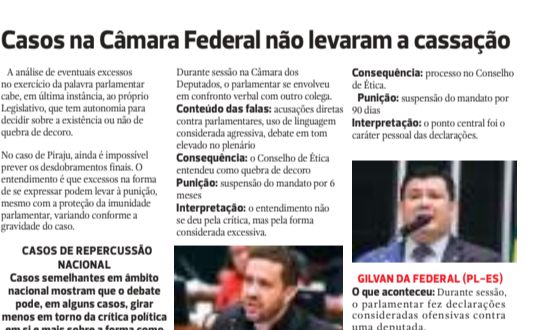 Casos na Câmara Federal não levaram a cassação
A análise de eventuais excessos
no exercício da palavra parlamentar
cabe, em última instância, ao próprio
Legislativo, que tem autonomia para
decidir sobre a existência ou não de
quebra de decoro.
No caso de Piraju, ainda é impossível
prever os desdobramentos finais. O
entendimento é que excessos na forma
de se expressar podem levar à punição,
mesmo com a proteção da imunidade
parlamentar, variando conforme a
gravidade do caso.
CASOS DE REPERCUSSÃO
NACIONAL
Casos semelhantes em âmbito
nacional mostram que o debate
pode, em alguns casos, girar
menos em torno da crítica política
em si e mais sobre a forma como
Durante sessão na Câmara dos
Deputados, o parlamentar se envolveu
em confronto verbal com outro colega.
Conteúdo das falas: acusações diretas
contra parlamentares, uso de linguagem
considerada agressiva, debate em tom
elevado no plenário
Consequência: o Conselho de Ética
entendeu como quebra de decoro
Punição: suspensão do mandato por 6
meses
Interpretação: o entendimento não
se deu pela crítica, mas pela forma
considerada excessiva.
Consequência: processo no Conselho
de Ética.
Punição: suspensão do mandato por
90 dias
Interpretação: o ponto central foi o
caráter pessoal das declarações.
GILVAN DA FEDERAL (PL-ES)
O que aconteceu: Durante sessão,
o parlamentar fez declarações
consideradas ofensivas contra
uma deputada.